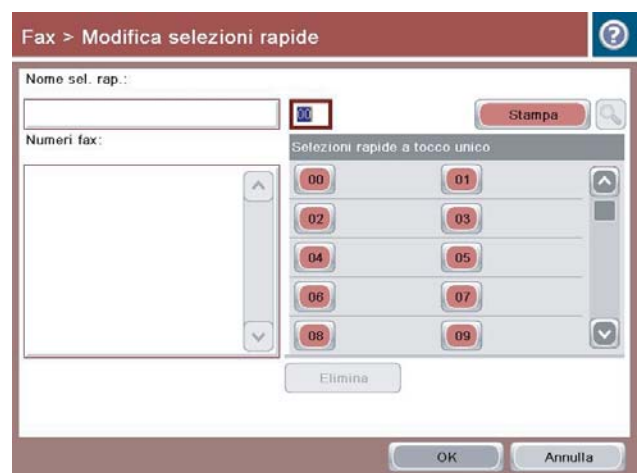 Fax > Modifica selezioni rapide
Nome sel. rap.:
00
Stampa
Numeri fax:
Selezioni rapide a tocco unico
00 01
02 03
04 05
06 07
08 09
Elimina
OK Annulla